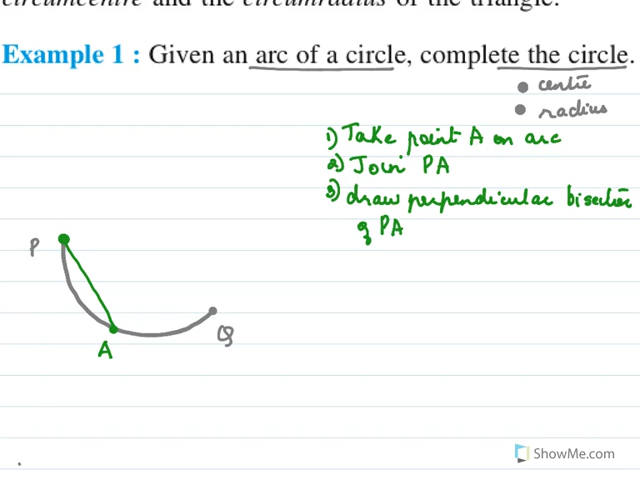 circumcentre and the circumradius of the triangle.
Example 1 : Given an arc of a circle, complete the circle.
centre
radius
1) Take point A on arc
2) Join PA
3) draw perpendicular bisector
of PA
P
A
Q
ShowMe.com